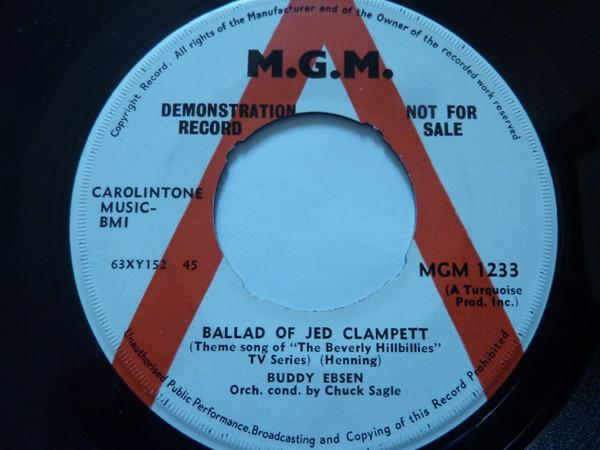 Copyright Record. All rights of the Manufacturer and of the Owner of the recorded work reserved
M.G.M.
DEMONSTRATION
RECORD
NOT FOR
SALE
CAROLINTONE
MUSIC-
BMI
63XY152 45
MGM 1233
(A Turquoise
Prod. Inc.)
BALLAD OF JED CLAMPETT
(Theme song of "The Beverly Hillbillies"
TV Series) (Henning)
BUDDY EBSEN
Orch. cond. by Chuck Sagle
Unauthorised Public Performance, Broadcasting and Copying of this Record Prohibited